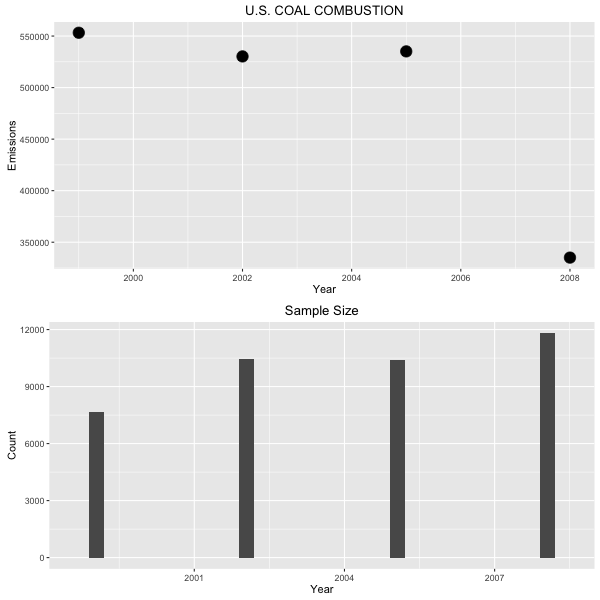 U.S. COAL COMBUSTION
Emissions
550000
500000
450000
400000
350000
2000 2002 2004 2006 2008
Year
Sample Size
Count
12000
9000
6000
3000
0
2001 2004 2007
Year